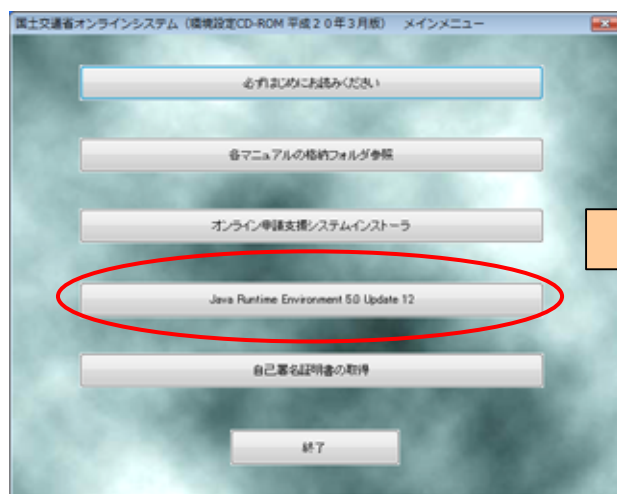 国土交通省オンラインシステム（環境設定CD-ROM 平成２０年３月版）　メインメニュー
必ずはじめにお読みください
各マニュアルの格納フォルダ参照
オンライン申請支援システムインストーラ
Java Runtime Environment 5.0 Update 12
自己署名証明書の取得
終了